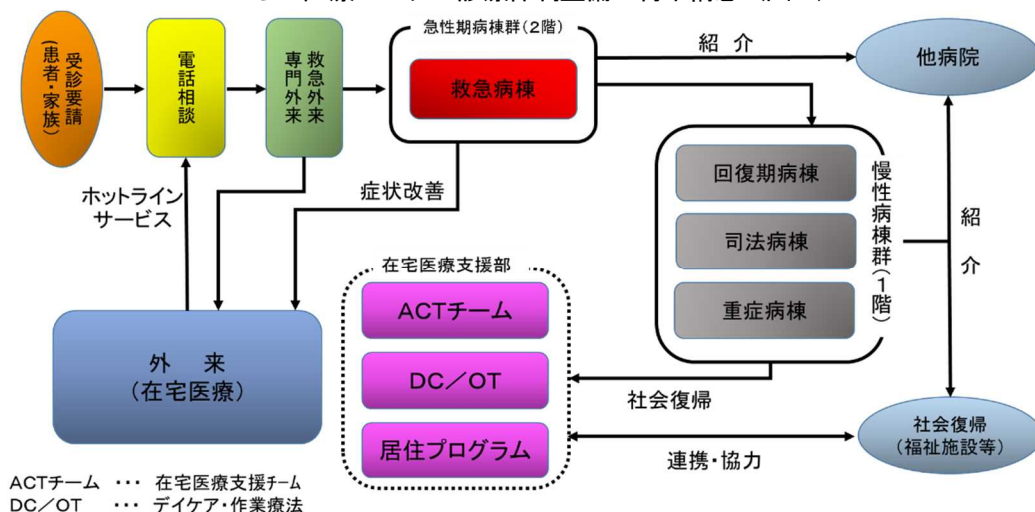 急性期病棟群(2階)
受診要請
(患者・家族)
電話相談
救急外来
専門外来
救急病棟
紹 介
他病院
ホットライン
サービス
症状改善
回復期病棟
司法病棟
重症病棟
慢性病棟群(1階)
紹 介
在宅医療支援部
ACTチーム
DC/OT
居住プログラム
外 来
(在宅医療)
社会復帰
連携・協力
社会復帰
(福祉施設等)
ACTチーム ・・・ 在宅医療支援チーム
DC/OT ・・・ デイケア・作業療法